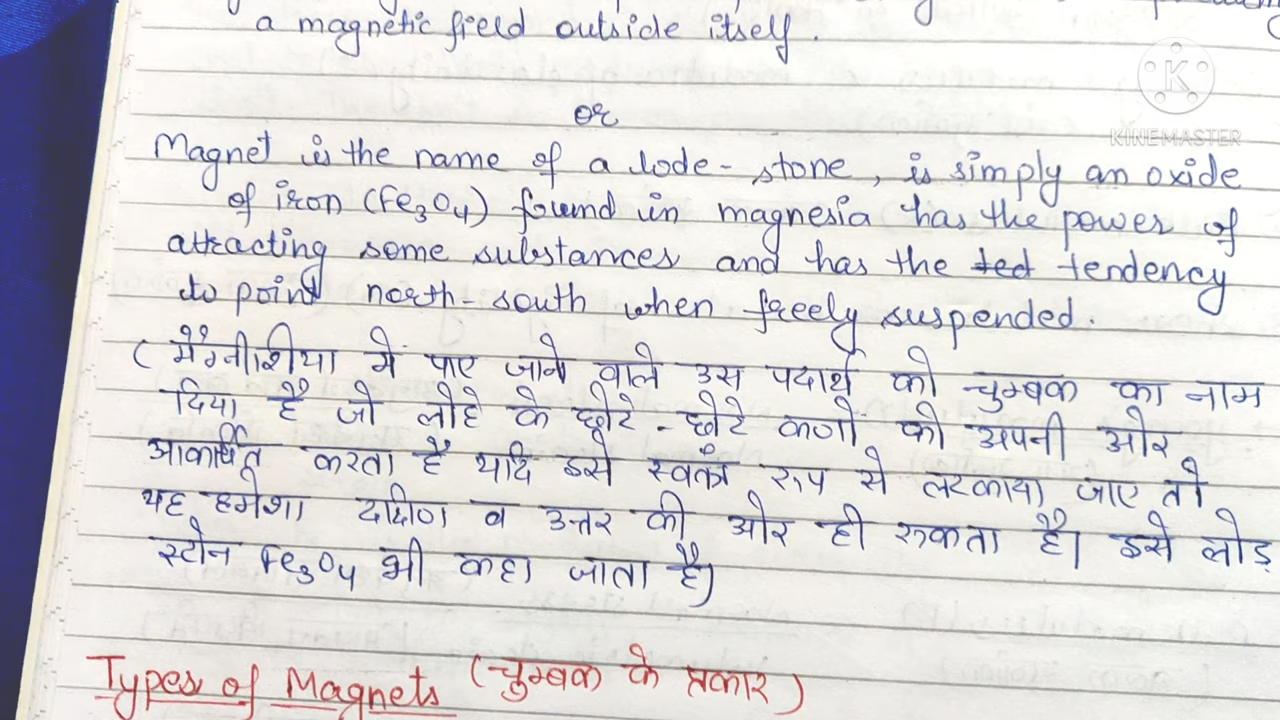 a magnetic field outside itself.
or
KINEMASTER
Magnet is the name of a lode-stone, is simply an oxide
of iron (Fe3O4) found in magnesia has the power of
attracting some substances and has the ted tendency
to point north-south when freely suspended.
(मैग्नीशिया में पाए जाने वाले उस पदार्थ को चुम्बक का नाम
दिया है जो लोहे के छोटे-छोटे कणो को अपनी ओर
आकर्षित करता है यदि इसे स्वतंत्र रूप से लटकाया जाए तो
यह हमेशा दक्षिण व उत्तर की ओर ही रुकता है। इसे लोड़
स्टोन Fe3O4 भी कहा जाता है)
Types of Magnets (चुम्बक के प्रकार)